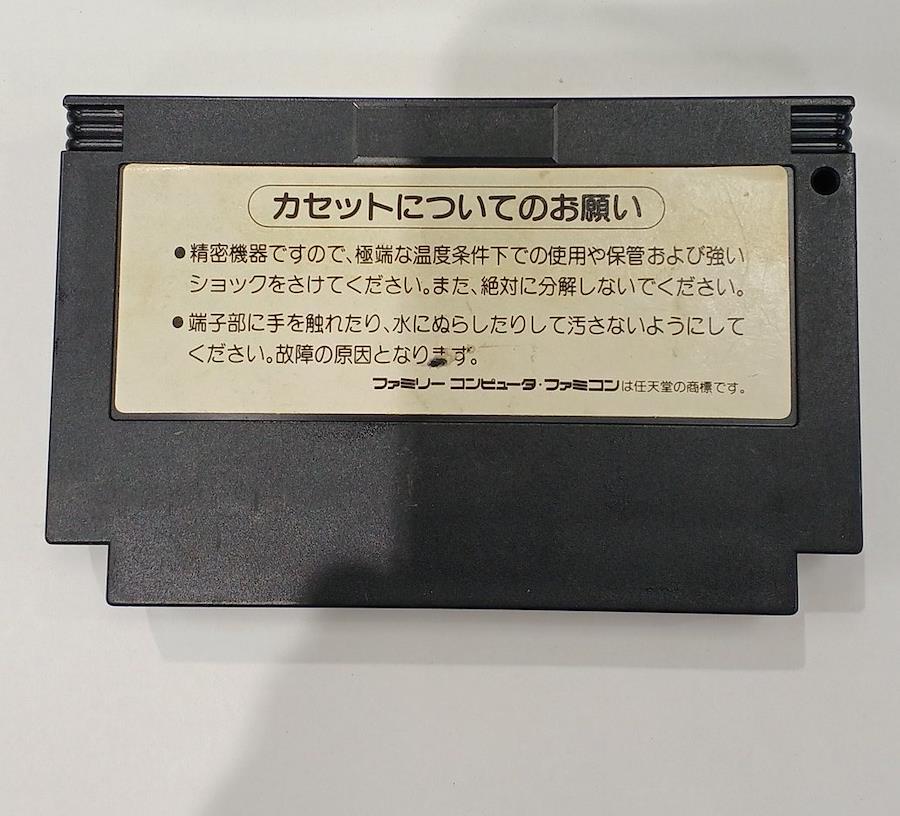 カセットについてのお願い
●精密機器ですので、極端な温度条件下での使用や保管および強い
ショックをさけてください。また、絶対に分解しないでください。
●端子部に手を触れたり、水にぬらしたりして汚さないようにして
ください。故障の原因となります。
ファミリーコンピュータ・ファミコンは任天堂の商標です。